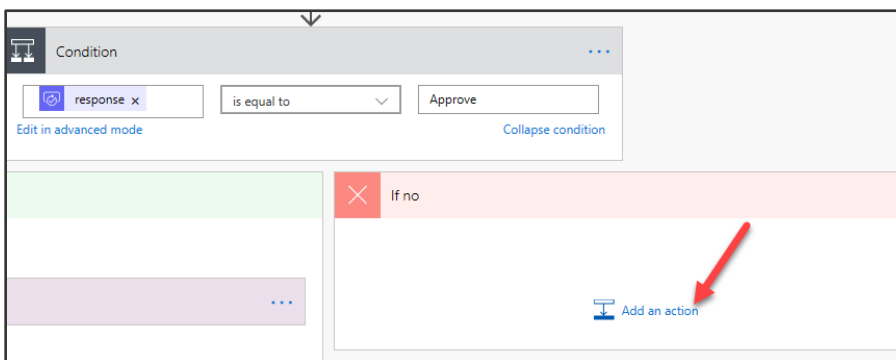 Condition
response x
is equal to
Approve
Edit in advanced mode
Collapse condition
If no
Add an action